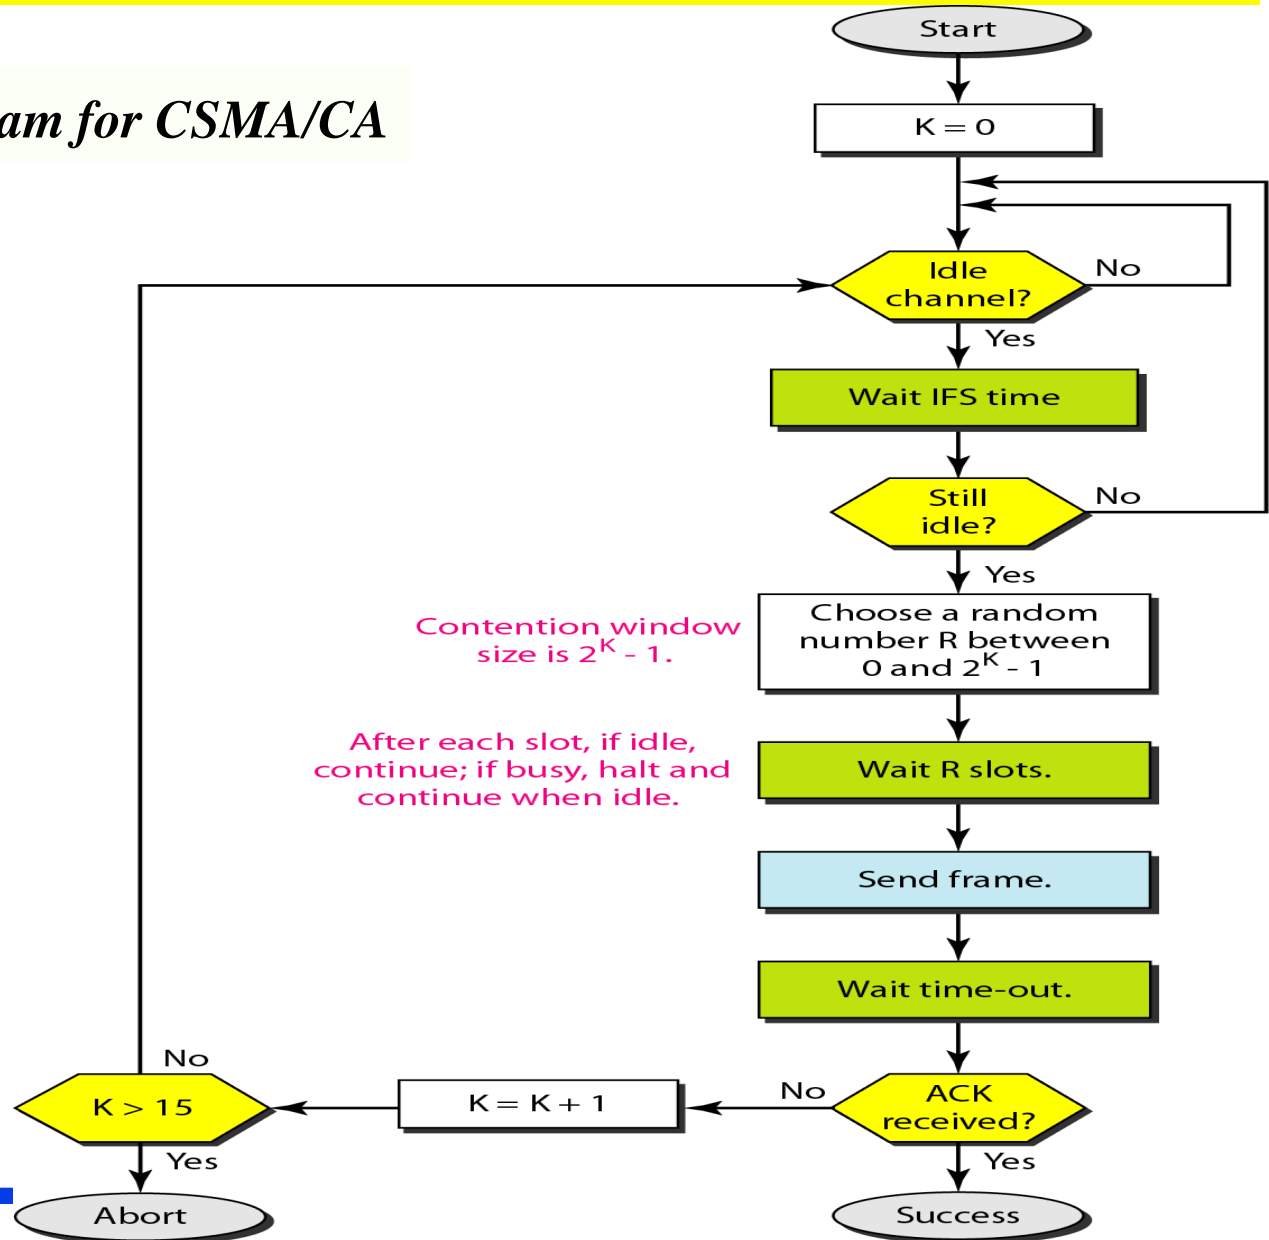 Start
am for CSMA/CA
K = 0
Idle
channel?
No
Yes
Wait IFS time
Still
idle?
No
Yes
Contention window
size is 2^K - 1.
Choose a random
number R between
0 and 2^K - 1
After each slot, if idle,
continue; if busy, halt and
continue when idle.
Wait R slots.
Send frame.
Wait time-out.
ACK
received?
No
K = K + 1
K > 15
No
Yes
Abort
Yes
Success